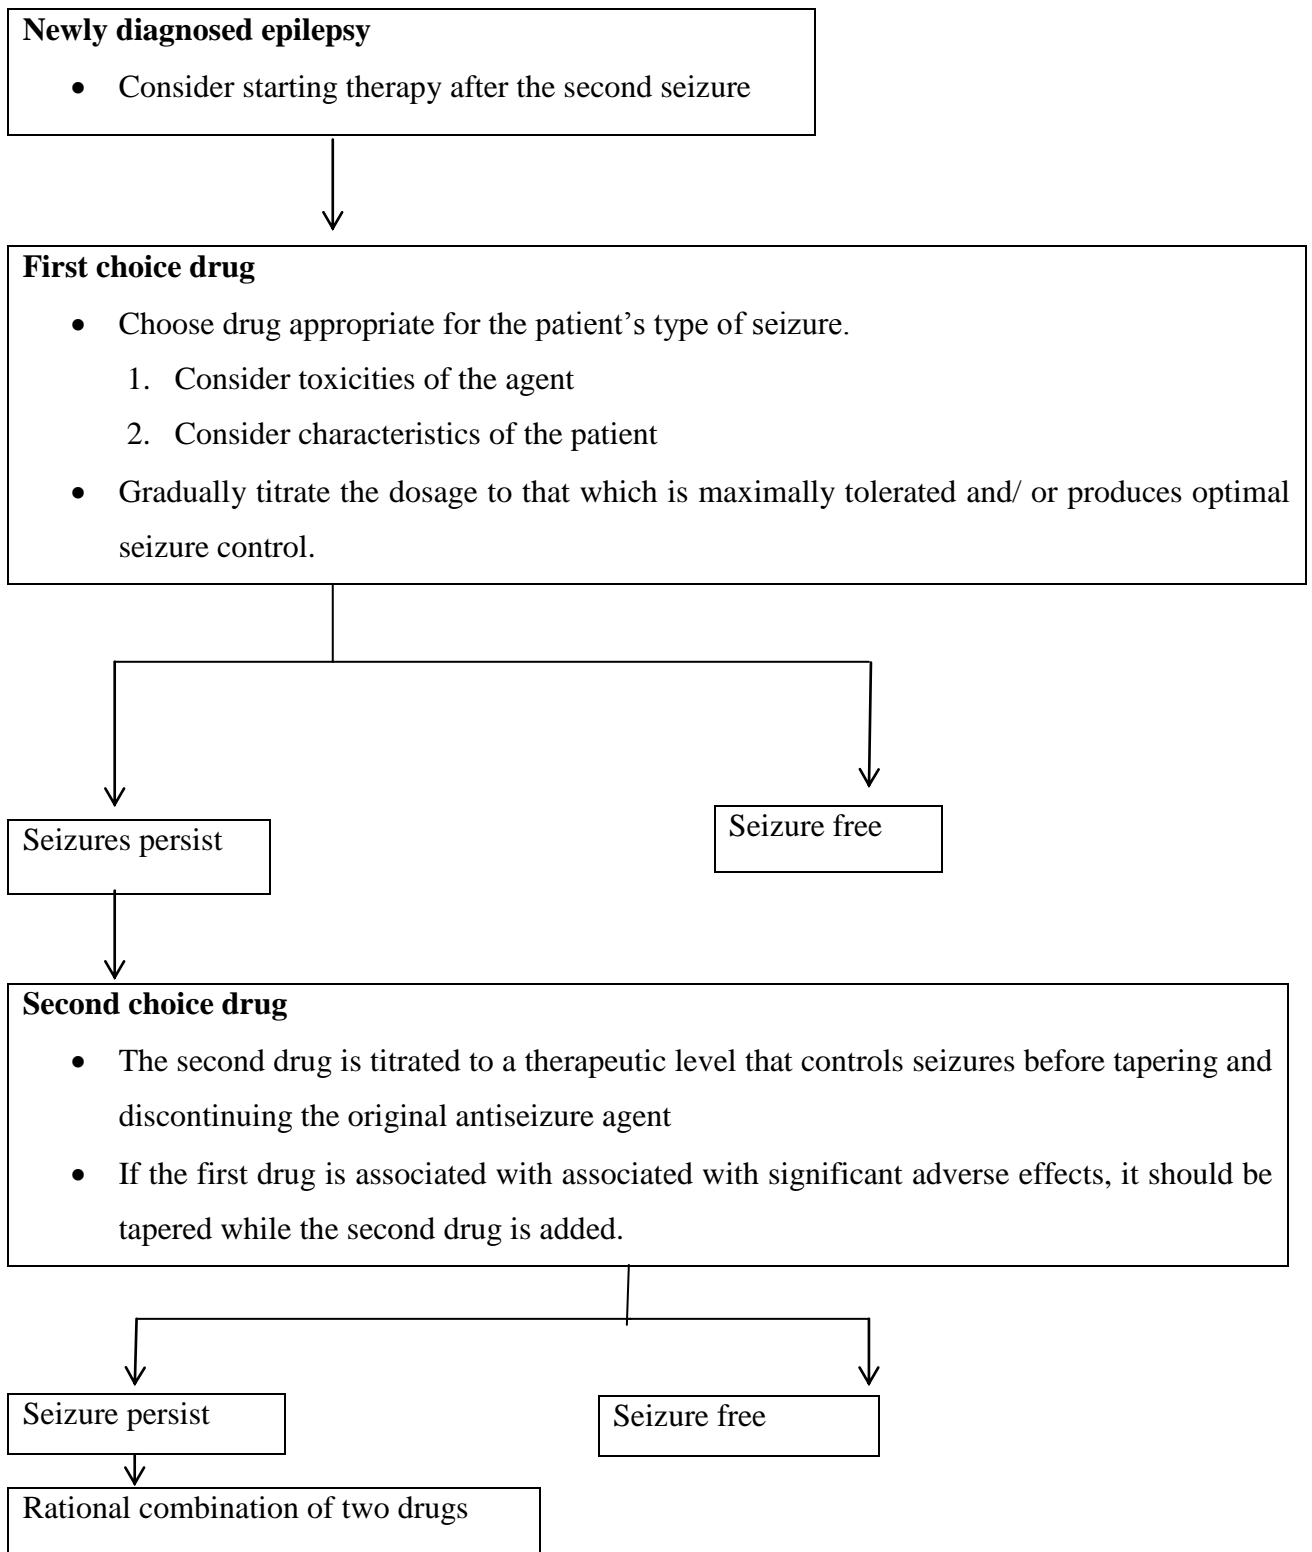 Newly diagnosed epilepsy
• Consider starting therapy after the second seizure
First choice drug
• Choose drug appropriate for the patient’s type of seizure.
1. Consider toxicities of the agent
2. Consider characteristics of the patient
• Gradually titrate the dosage to that which is maximally tolerated and/ or produces optimal
seizure control.
Seizures persist
Seizure free
Second choice drug
• The second drug is titrated to a therapeutic level that controls seizures before tapering and
discontinuing the original antiseizure agent
• If the first drug is associated with associated with significant adverse effects, it should be
tapered while the second drug is added.
Seizure persist
Seizure free
Rational combination of two drugs